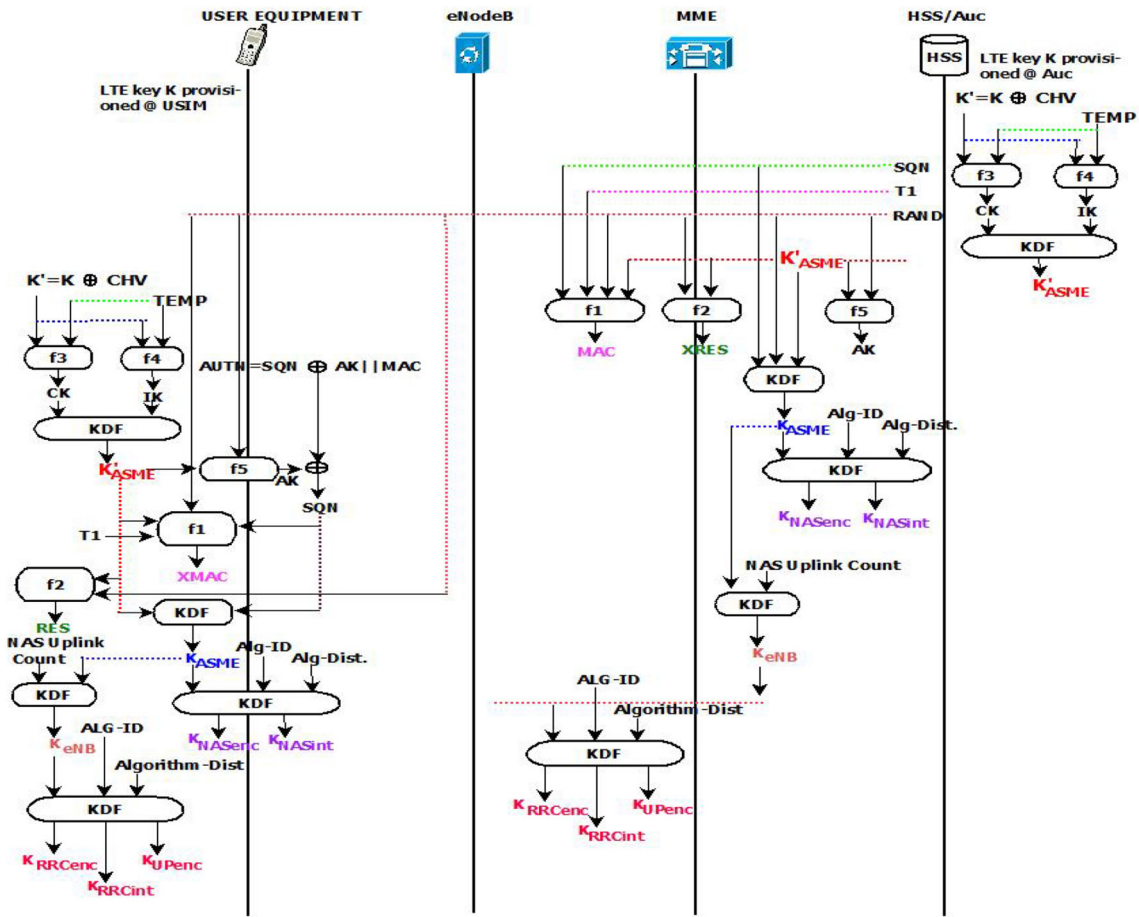 USER EQUIPMENT
eNodeB
MME
HSS/Auc
HSS
LTE key K provisi-
oned @ USIM
LTE key K provisi-
oned @ Auc
K'=K ⊕ CHV
TEMP
f3
f4
CK
IK
KDF
K'ASME
SQN
T1
RAND
K'ASME
f1
f2
f5
MAC
XRES
AK
KDF
KASME
Alg-ID
Alg-Dist.
KDF
KNASenc
KNASint
NAS Uplink Count
KDF
KeNB
ALG-ID
Algorithm-Dist
KDF
KRRCenc
KRRCint
KUPenc
K'=K ⊕ CHV
TEMP
f3
f4
CK
IK
KDF
K'ASME
AUTN=SQN ⊕ AK||MAC
f5
AK
⊕
SQN
T1
f1
XMAC
f2
RES
KDF
KASME
Alg-ID
Alg-Dist.
KDF
KNASenc
KNASint
NAS Uplink
Count
KDF
KeNB
ALG-ID
Algorithm-Dist
KDF
KRRCenc
KRRCint
KUPenc